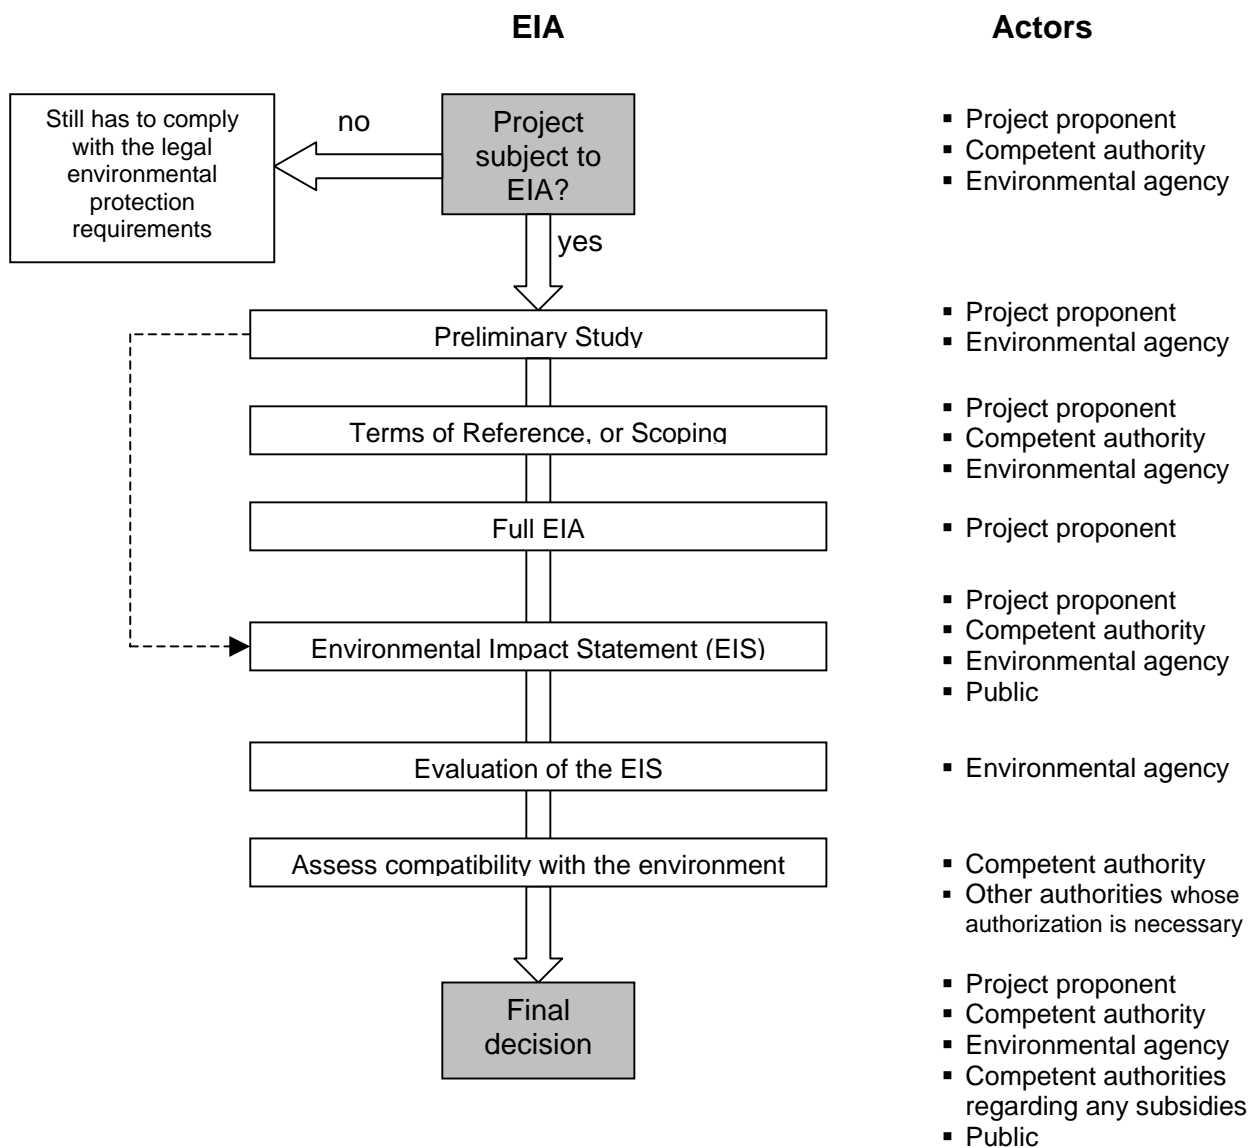 EIA
Actors
Still has to comply
with the legal
environmental
protection
requirements
no
Project
subject to
EIA?
yes
▪ Project proponent
▪ Competent authority
▪ Environmental agency
Preliminary Study
▪ Project proponent
▪ Environmental agency
Terms of Reference, or Scoping
▪ Project proponent
▪ Competent authority
▪ Environmental agency
Full EIA
▪ Project proponent
Environmental Impact Statement (EIS)
▪ Project proponent
▪ Competent authority
▪ Environmental agency
▪ Public
Evaluation of the EIS
▪ Environmental agency
Assess compatibility with the environment
▪ Competent authority
▪ Other authorities whose
authorization is necessary
Final
decision
▪ Project proponent
▪ Competent authority
▪ Environmental agency
▪ Competent authorities
regarding any subsidies
▪ Public